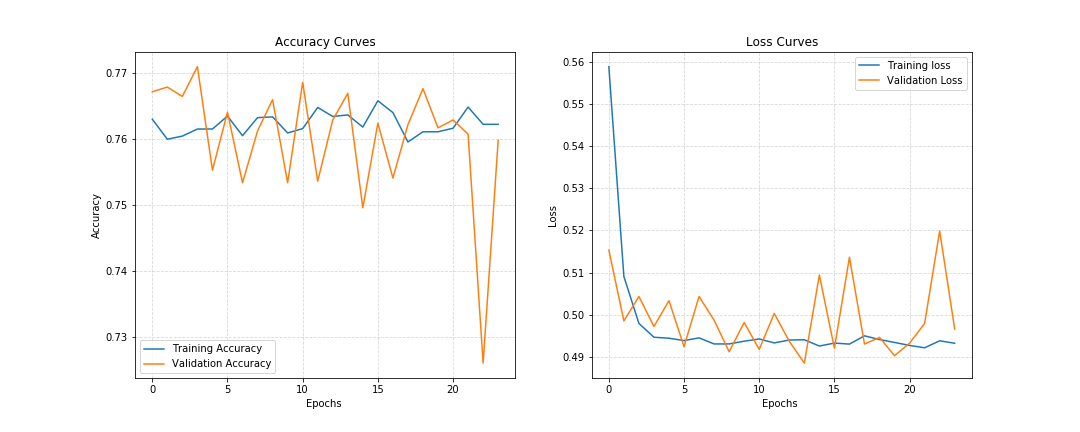 Accuracy Curves
Accuracy
0.77
0.76
0.75
0.74
0.73
Training Accuracy
Validation Accuracy
0
5
10
15
20
Epochs
Loss Curves
Loss
0.56
0.55
0.54
0.53
0.52
0.51
0.50
0.49
Training loss
Validation Loss
0
5
10
15
20
Epochs